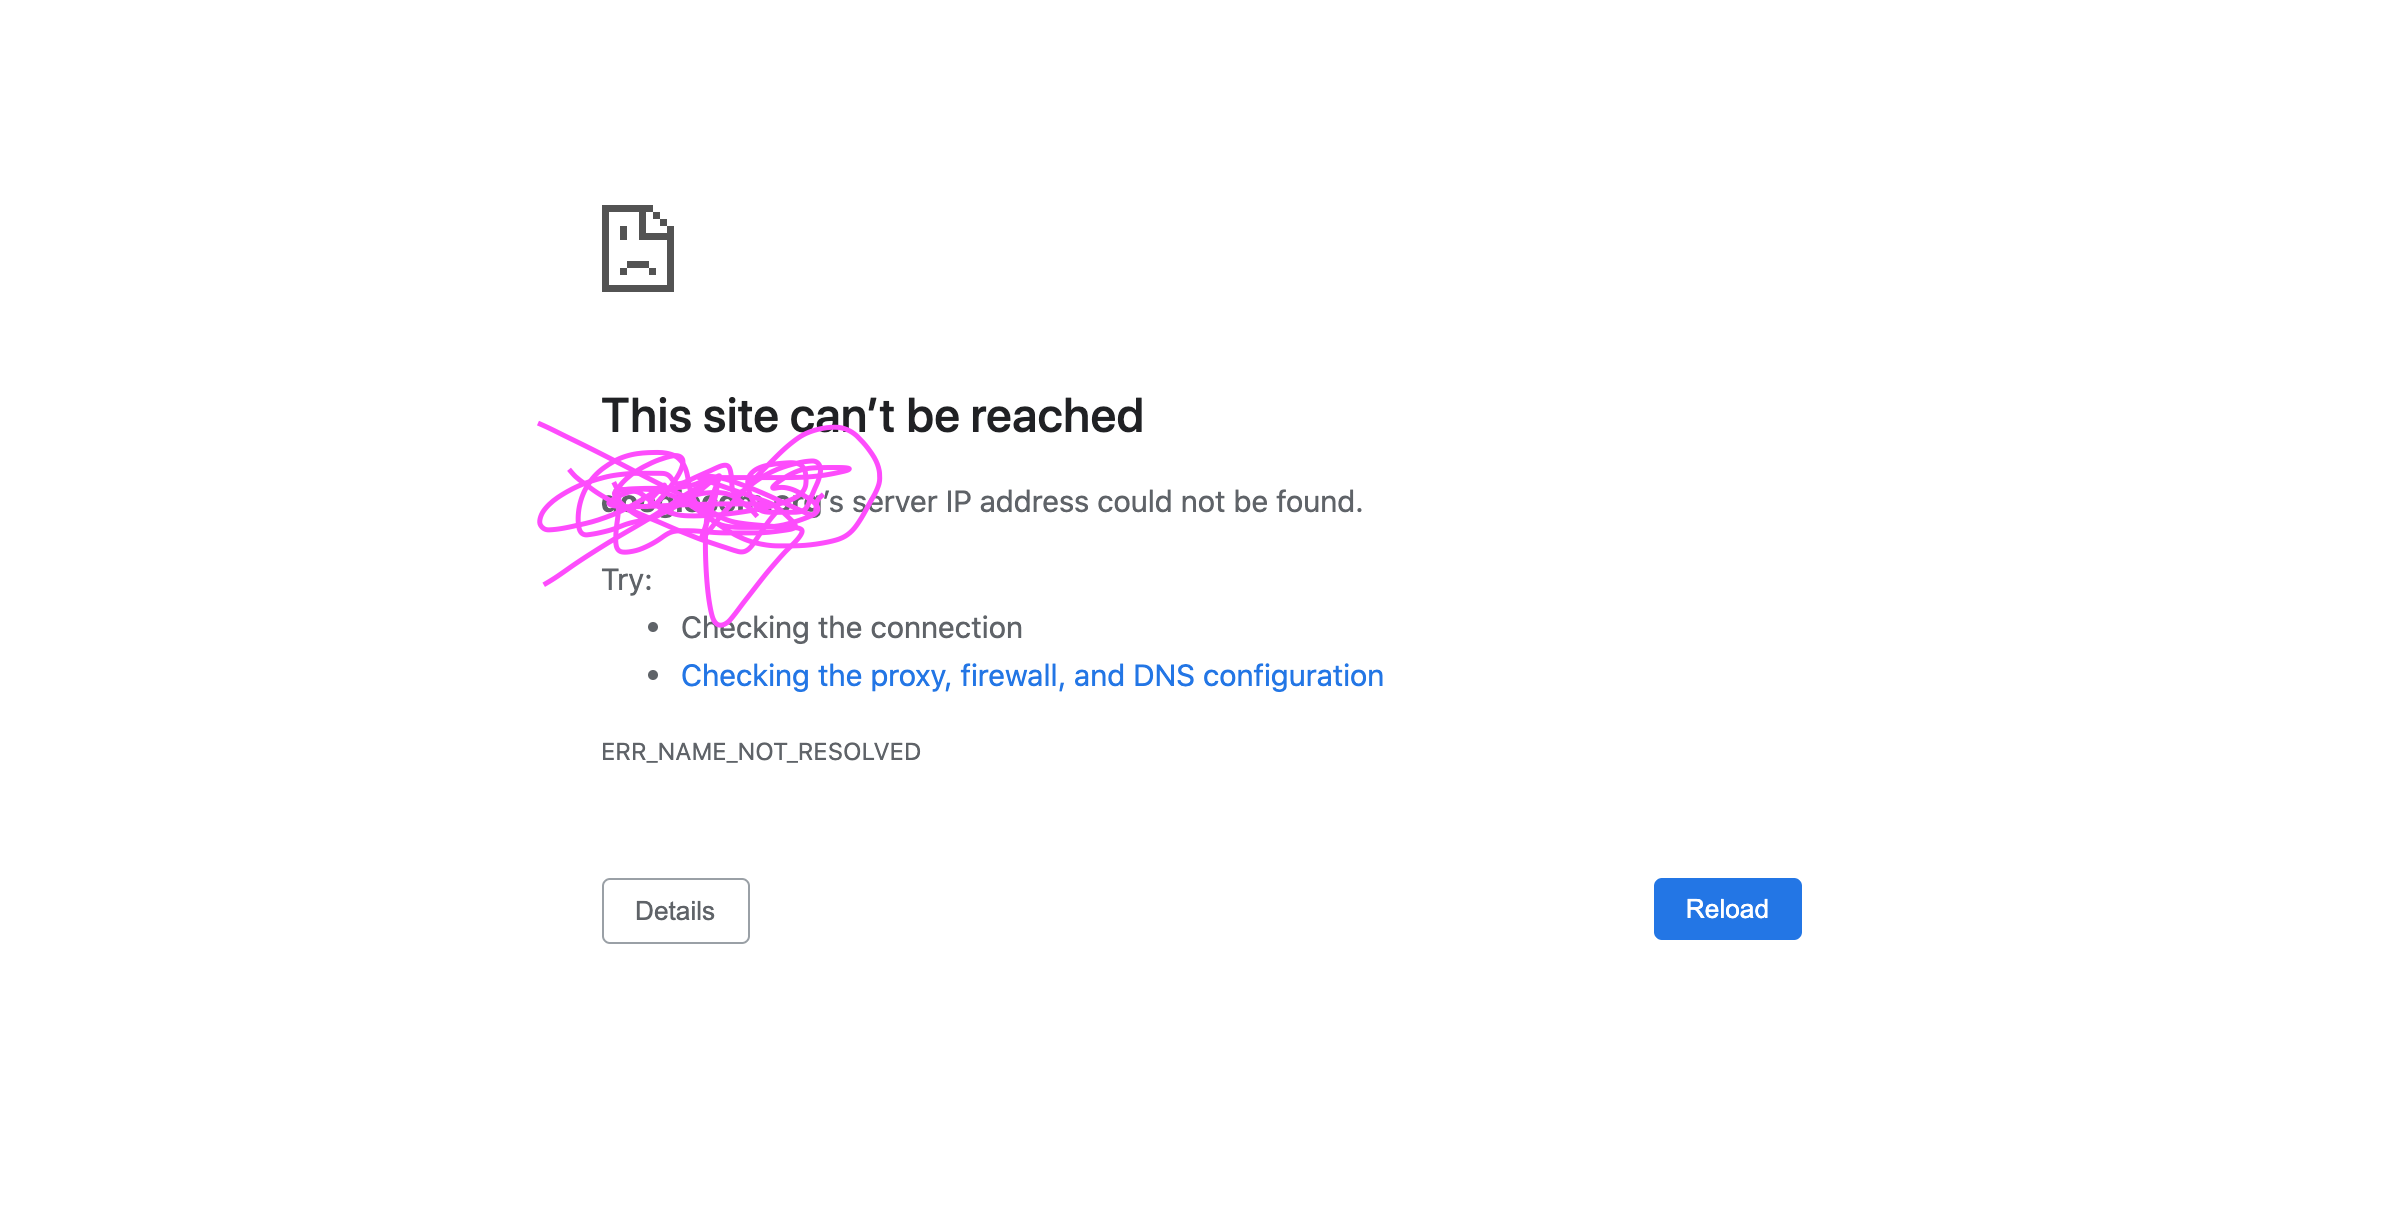 This site can’t be reached
’s server IP address could not be found.
Try:
• Checking the connection
• Checking the proxy, firewall, and DNS configuration
ERR_NAME_NOT_RESOLVED
Details
Reload